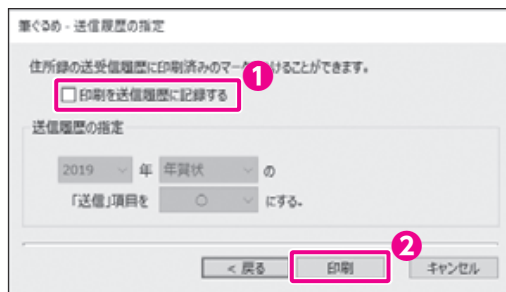 筆ぐるめ - 送信履歴の指定
住所録の送受信履歴に印刷済みのマーク けることができます。
1
印刷を送信履歴に記録する
送信履歴の指定
2019 年 年賀状 の
「送信」項目を ○ にする。
2
< 戻る 印刷 キャンセル